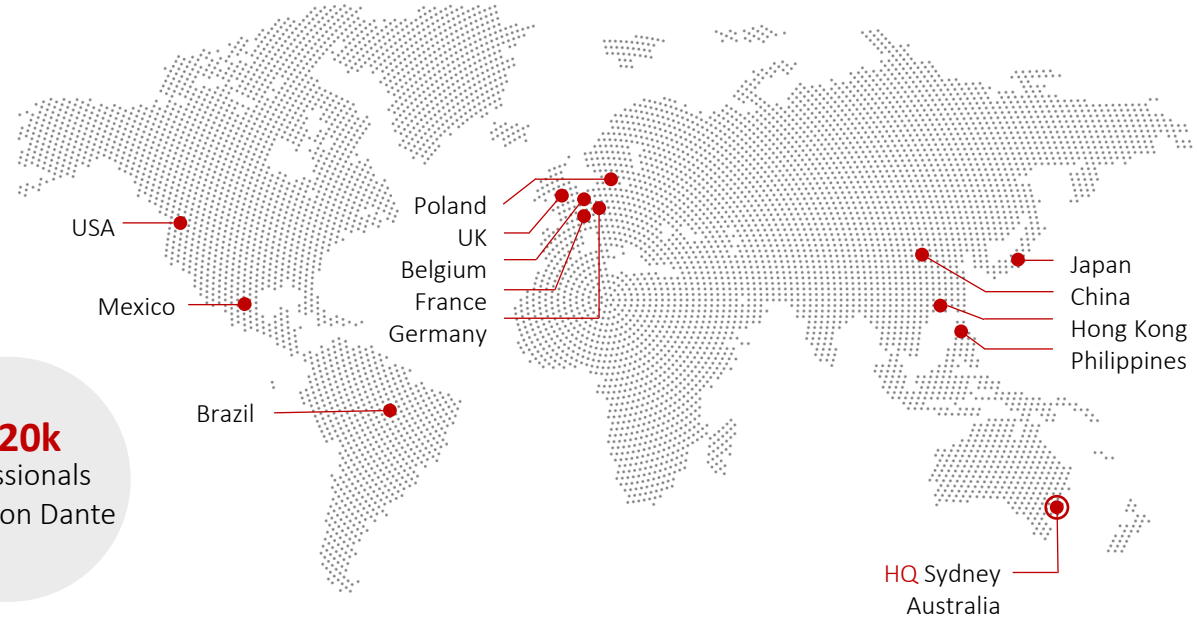 USA
Mexico
Brazil
Poland
UK
Belgium
France
Germany
Japan
China
Hong Kong
Philippines
20k
on Dante
HQ Sydney
Australia